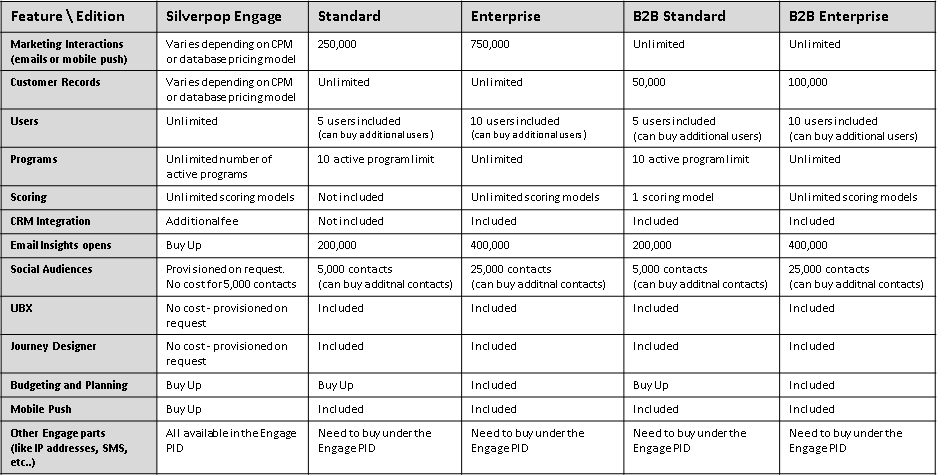 Feature \ Edition Silverpop Engage Standard Enterprise B2B Standard B2B Enterprise
Marketing Interactions Varies depending on CPM 250,000 750,000 Unlimited Unlimited
(emails or mobile push) or database pricing model
Customer Records Varies depending on CPM Unlimited Unlimited 50,000 100,000
or database pricing model
Users Unlimited 5 users included 10 users included 5 users included 10 users included
(can buy additional users) (can buy additional users) (can buy additional users) (can buy additional users)
Programs Unlimited number of 10 active program limit Unlimited 10 active program limit Unlimited
active programs
Scoring Unlimited scoring models Not included Unlimited scoring models 1 scoring model Unlimited scoring models
CRM Integration Additional fee Not included Included Included Included
Email Insights opens Buy Up 200,000 400,000 200,000 400,000
Social Audiences Provisioned on request. 5,000 contacts 25,000 contacts 5,000 contacts 25,000 contacts
No cost for 5,000 contacts (can buy additnal contacts) (can buy additnal contacts) (can buy additnal contacts) (can buy additnal contacts)
UBX No cost - provisioned on Included Included Included Included
request
Journey Designer No cost - provisioned on Included Included Included Included
request
Budgeting and Planning Buy Up Buy Up Included Buy Up Included
Mobile Push Buy Up Included Included Included Included
Other Engage parts All available in the Engage Need to buy under the Need to buy under the Need to buy under the Need to buy under the
(like IP addresses, SMS, PID Engage PID Engage PID Engage PID Engage PID
etc..)